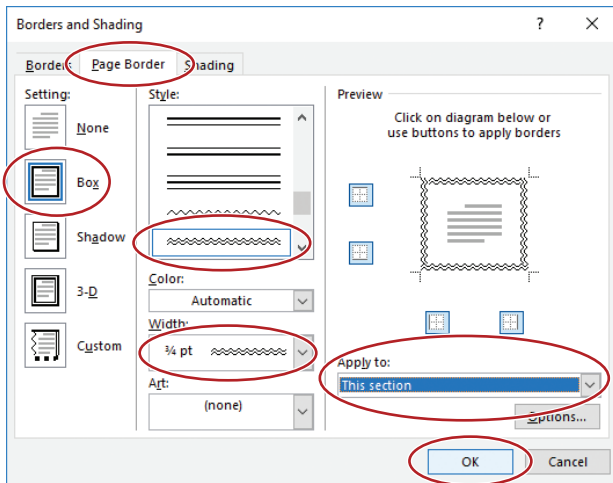 Borders and Shading
?
Borders
Page Border
Shading
Setting:
None
Box
Shadow
3-D
Custom
Style:
Color:
Automatic
Width:
¾ pt
Art:
(none)
Preview
Click on diagram below or
use buttons to apply borders
Apply to:
This section
Options...
OK
Cancel